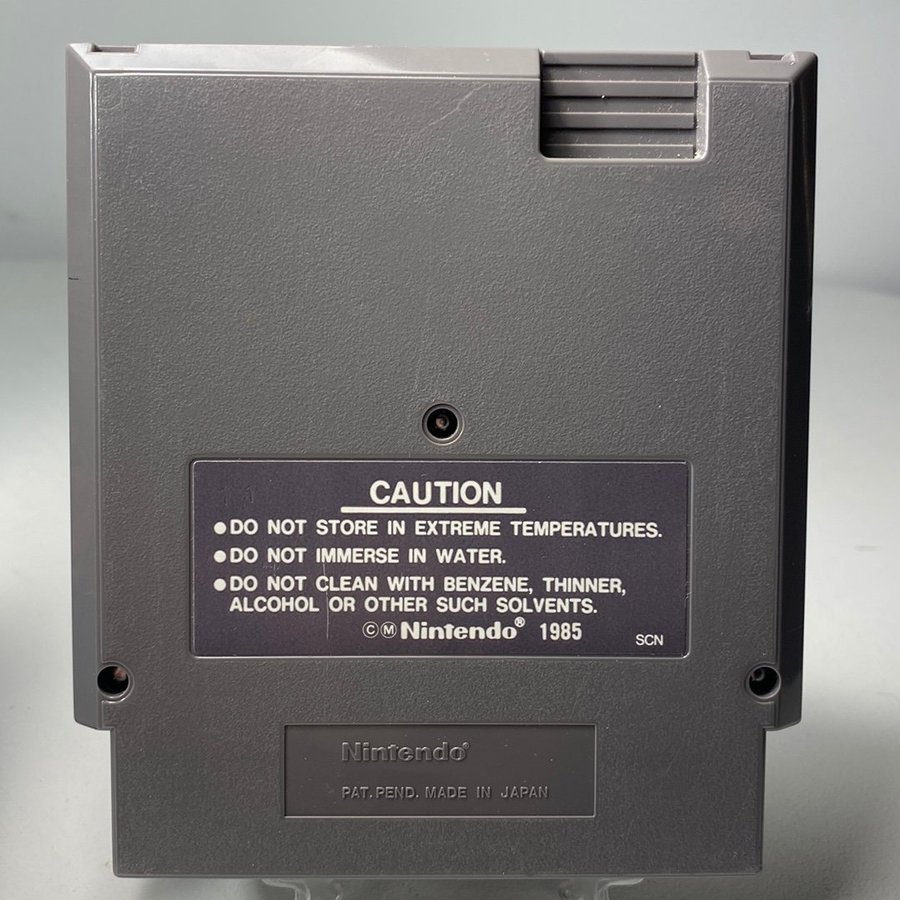 CAUTION
●DO NOT STORE IN EXTREME TEMPERATURES.
●DO NOT IMMERSE IN WATER.
●DO NOT CLEAN WITH BENZENE, THINNER,
ALCOHOL OR OTHER SUCH SOLVENTS.
ⒸⓂNintendo® 1985
SCN
Nintendo®
PAT. PEND. MADE IN JAPAN